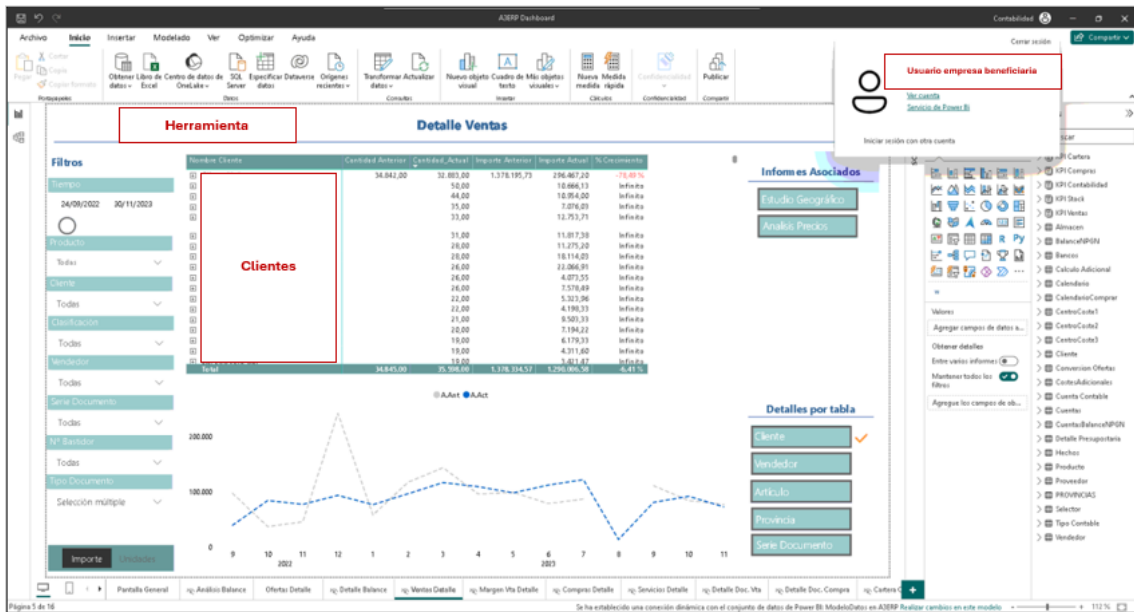 A3ERP Dashboard
Contabilidad
Archivo Inicio Insertar Modelado Ver Optimizar Ayuda
Compartir
Cerrar sesión
Pegar
Cortar
Copiar
Copiar formato
Obtener datos
Libro de Excel
Centro de datos de OneLake
SQL Server
Especificar datos
Dataverse
Orígenes recientes
Transformar datos
Actualizar
Nuevo objeto visual
Cuadro de texto
Más objetos visuales
Nueva medida
Medida rápida
Confidencialidad
Publicar
Portapapeles Datos Consultas Insertar Cálculos Confidencialidad Compartir
Usuario empresa beneficiaria
Ver cuenta
Servicio de Power BI
Iniciar sesión con otra cuenta
Herramienta
Detalle Ventas
Filtros
Tiempo
24/08/2022 30/11/2023
Producto
Todas
Cliente
Todas
Clasificación
Todas
Vendedor
Todas
Serie Documento
Todas
Nº Bastidor
Todas
Tipo Documento
Selección múltiple
Importe Unidades
Nombre Cliente Cantidad Anterior Cantidad_Actual Importe Anterior Importe Actual % Crecimiento
34.842,00 32.803,00 1.378.195,73 296.467,20 -78,49 %
50,00 18.666,13 Infinito
44,00 18.954,00 Infinito
35,00 7.076,03 Infinito
33,00 12.753,71 Infinito
31,00 11.817,30 Infinito
28,00 11.275,20 Infinito
28,00 18.114,03 Infinito
26,00 22.066,91 Infinito
26,00 4.073,55 Infinito
26,00 7.578,49 Infinito
22,00 5.323,96 Infinito
22,00 4.198,33 Infinito
21,00 8.503,33 Infinito
20,00 7.194,22 Infinito
19,00 6.179,33 Infinito
19,00 4.311,60 Infinito
19,00 3.421,47 Infinito
Total 34.845,00 35.598,00 1.378.334,57 1.290.006,58 -6,41 %
Clientes
A.Ant A.Act
200.000
100.000
0
9 10 11 12 1 2 3 4 5 6 7 8 9 10 11
2022 2023
Informes Asociados
Estudio Geográfico
Analisis Precios
Detalles por tabla
Cliente
Vendedor
Artículo
Provincia
Serie Documento
Valores
Agregar campos de datos a...
Obtener detalles
Entre varios informes
Mantener todos los filtros
Agregue los campos de ob...
KPI Cartera
KPI Compras
KPI Contabilidad
KPI Stock
KPI Ventas
Almacen
BalanceNPGN
Bancos
Calculo Adicional
Calendario
CalendarioComprar
CentroCoste1
CentroCoste2
CentroCoste3
Cliente
Conversion Ofertas
CostesAdicionales
Cuenta Contable
Cuentas
CuentasBalanceNPGN
Detalle Presupostaria
Hechos
Producto
Proveedor
PROVINCIAS
Selector
Tipo Contable
Vendedor
Pantalla General Análisis Balance Ofertas Detalle Detalle Balance Ventas Detalle Margen Vta Detalle Compras Detalle Servicios Detalle Detalle Doc. Vta Detalle Doc. Compra Cartera
Página 5 de 16
Se ha establecido una conexión dinámica con el conjunto de datos de Power BI: ModeloDatos en A3ERP Realizar cambios en este modelo
112 %